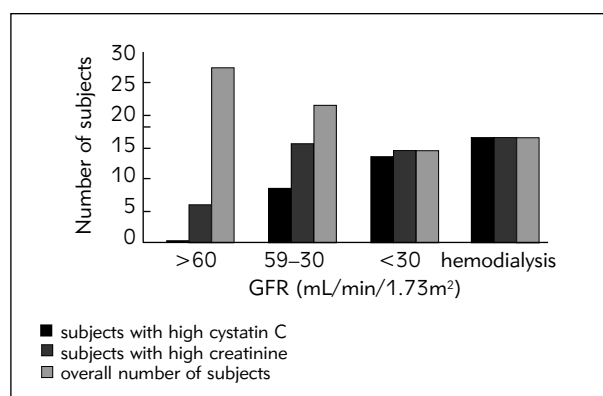 30
25
20
15
10
5
0
Number of subjects
>60 59–30 <30 hemodialysis
GFR (mL/min/1.73m²)
subjects with high cystatin C
subjects with high creatinine
overall number of subjects